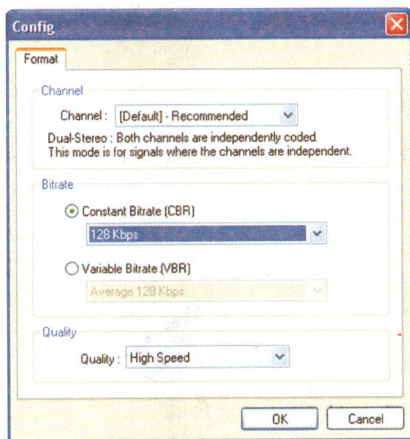 Config
Format
Channel
Channel : [Default] - Recommended
Dual-Stereo : Both channels are independently coded.
This mode is for signals where the channels are independent.
Bitrate
Constant Bitrate (CBR)
128 Kbps
Variable Bitrate (VBR)
Average 128 Kbps
Quality
Quality : High Speed
OK Cancel